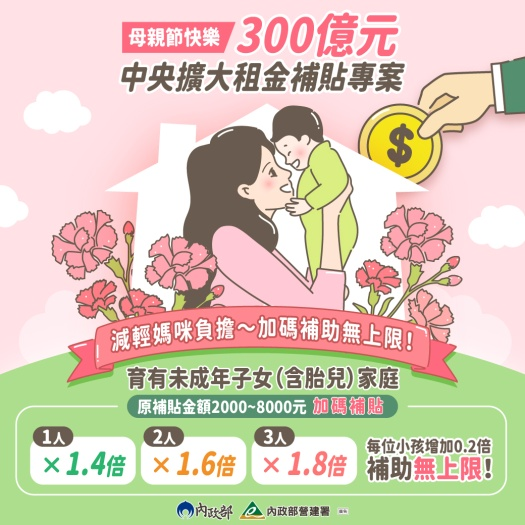 母親節快樂 300億元
中央擴大租金補貼專案
$
減輕媽咪負擔～加碼補助無上限!
育有未成年子女(含胎兒)家庭
原補貼金額2000~8000元 加碼補貼
1人
×1.4倍
2人
×1.6倍
3人
×1.8倍
每位小孩增加0.2倍
補助無上限!
內政部 內政部營建署